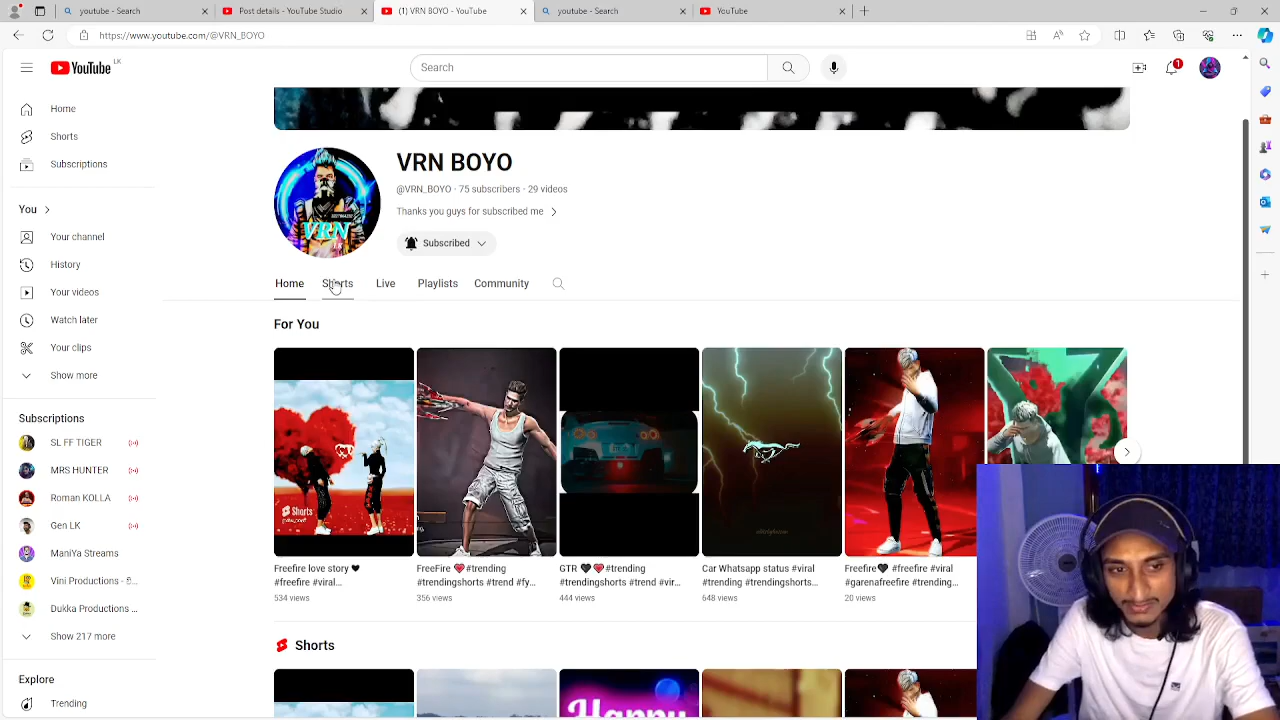 youtube - Search
Post details - YouTube Studio
(1) VRN BOYO - YouTube
youtube - Search
YouTube
https://www.youtube.com/@VRN_BOYO
YouTube LK
Search
1
Home
Shorts
Subscriptions
You
Your channel
History
Your videos
Watch later
Your clips
Show more
Subscriptions
SL FF TIGER
MRS HUNTER
Roman KOLLA
Gen LK
ManiYa Streams
Vini Productions - වි...
Dukka Productions ...
Show 217 more
Explore
Trending
VRN BOYO
@VRN_BOYO · 75 subscribers · 29 videos
Thanks you guys for subscribed me
Subscribed
Home
Shorts
Live
Playlists
Community
For You
VRN
LK
Shorts
Freefire love story 🖤
#freefire #viral...
534 views
FreeFire ❤️#trending
#trendingshorts #trend #fy...
356 views
GTR 🖤❤️#trending
#trendingshorts #trend #vir...
444 views
Car Whatsapp status #viral
#trending #trendingshorts...
648 views
Freefire🖤 #freefire #viral
#garenafreefire #trending...
20 views
Shorts
Happy